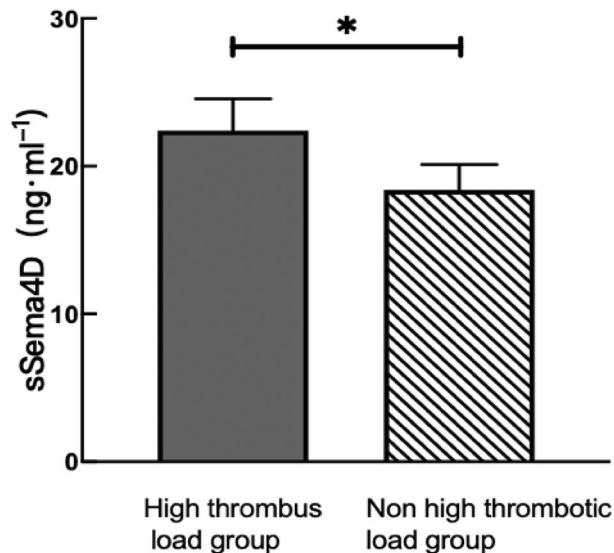 30
20
10
0
sSema4D (ng·ml⁻¹)
*
High thrombus
load group
Non high thrombotic
load group